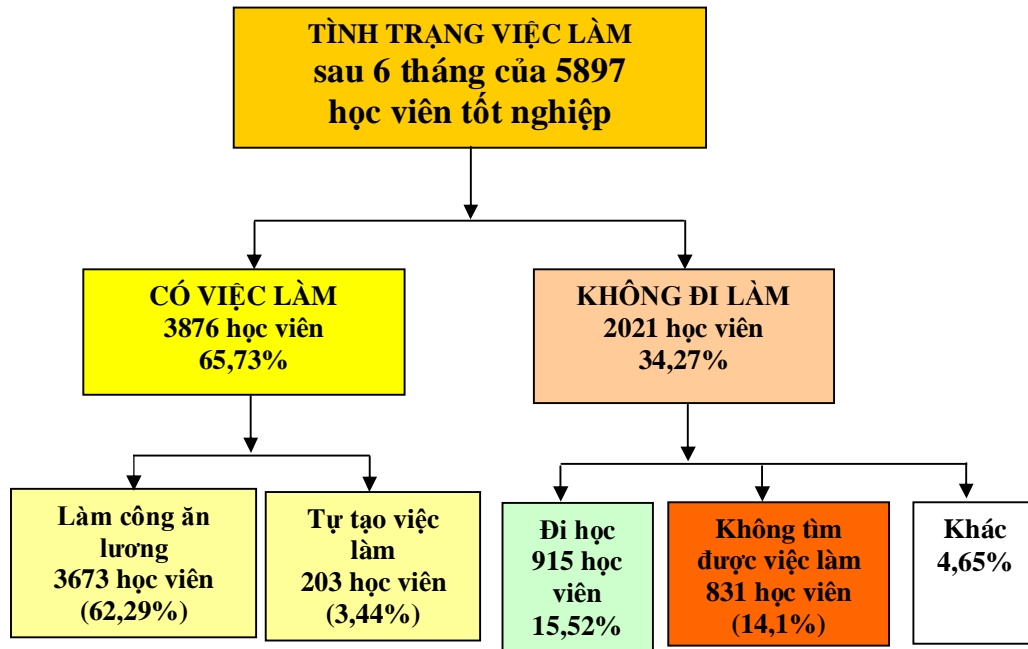 TÌNH TRẠNG VIỆC LÀM
sau 6 tháng của 5897
học viên tốt nghiệp
CÓ VIỆC LÀM
3876 học viên
65,73%
KHÔNG ĐI LÀM
2021 học viên
34,27%
Làm công ăn
lương
3673 học viên
(62,29%)
Tự tạo việc
làm
203 học viên
(3,44%)
Đi học
915 học
viên
15,52%
Không tìm
được việc làm
831 học viên
(14,1%)
Khác
4,65%